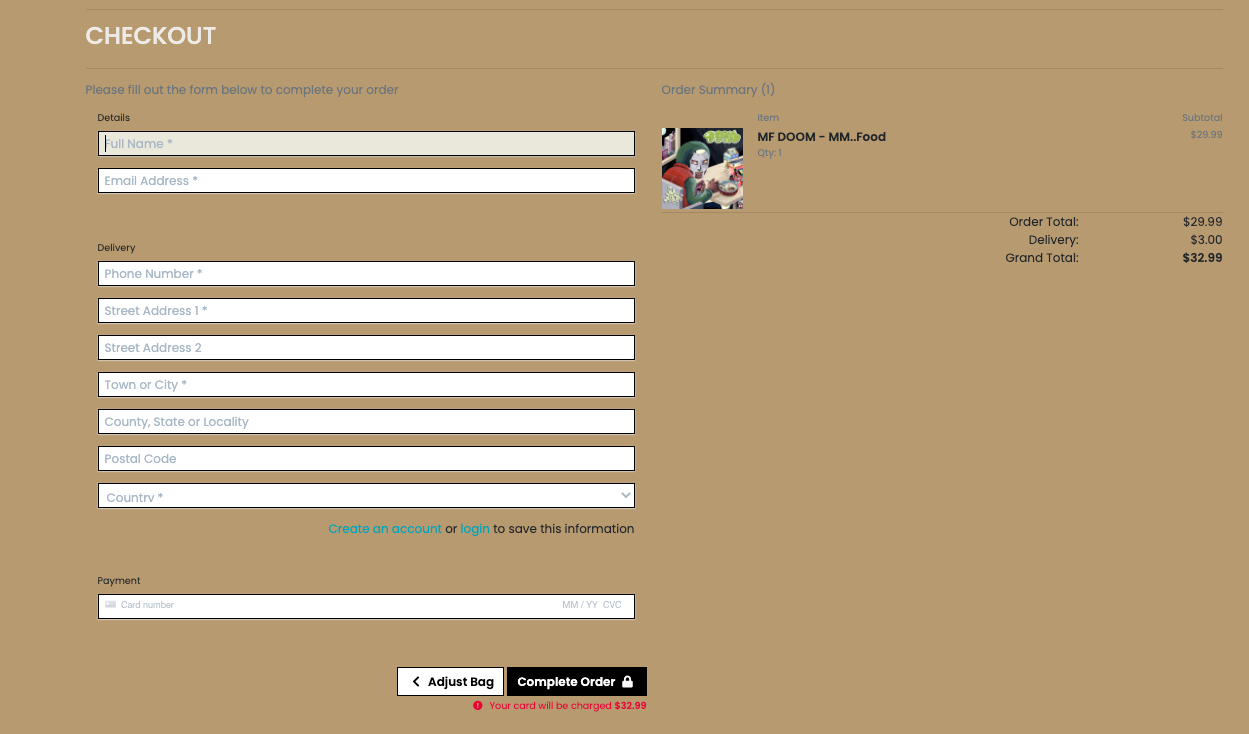 CHECKOUT
Please fill out the form below to complete your order
Details
Full Name *
Email Address *
Delivery
Phone Number *
Street Address 1 *
Street Address 2
Town or City *
County, State or Locality
Postal Code
Country *
Create an account or login to save this information
Payment
Card number MM / YY CVC
Adjust Bag
Complete Order
Your card will be charged $32.99
Order Summary (1)
Item Subtotal
MF DOOM - MM..Food $29.99
Qty: 1
Order Total: $29.99
Delivery: $3.00
Grand Total: $32.99